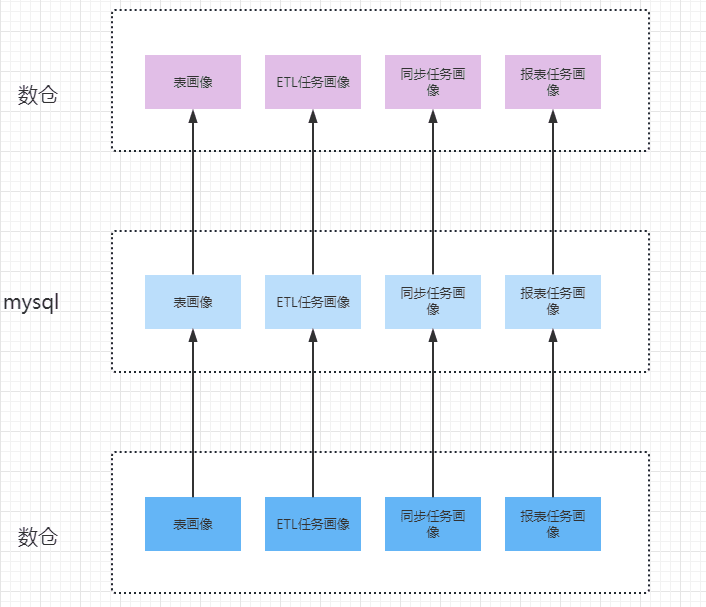 数仓
表画像
ETL任务画像
同步任务画
像
报表任务画
像
mysql
表画像
ETL任务画像
同步任务画
像
报表任务画
像
数仓
表画像
ETL任务画像
同步任务画
像
报表任务画
像